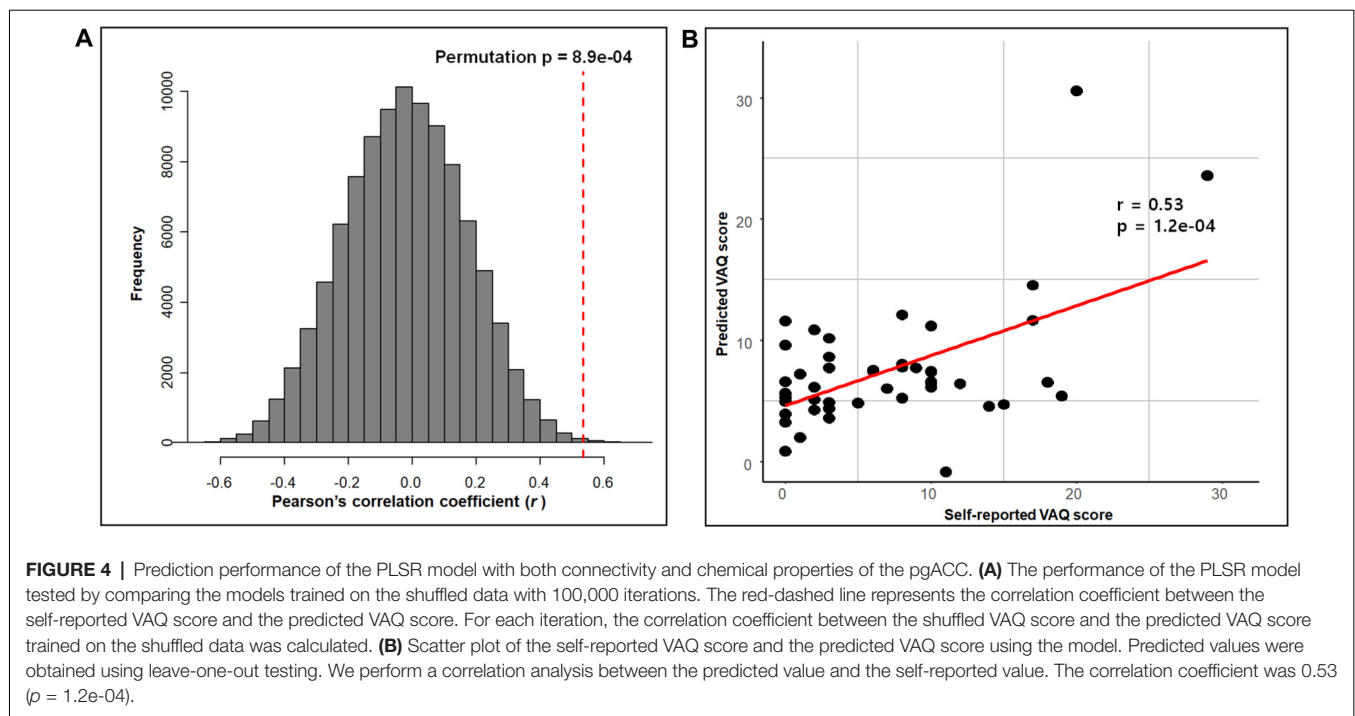 A
Permutation p = 8.9e-04
Frequency
10000
8000
6000
4000
2000
0
-0.6 -0.4 -0.2 0.0 0.2 0.4 0.6
Pearson's correlation coefficient (r )
B
Predicted VAQ score
30
20
10
0
r = 0.53
p = 1.2e-04
0 10 20 30
Self-reported VAQ score
FIGURE 4 | Prediction performance of the PLSR model with both connectivity and chemical properties of the pgACC. (A) The performance of the PLSR model
tested by comparing the models trained on the shuffled data with 100,000 iterations. The red-dashed line represents the correlation coefficient between the
self-reported VAQ score and the predicted VAQ score. For each iteration, the correlation coefficient between the shuffled VAQ score and the predicted VAQ score
trained on the shuffled data was calculated. (B) Scatter plot of the self-reported VAQ score and the predicted VAQ score using the model. Predicted values were
obtained using leave-one-out testing. We perform a correlation analysis between the predicted value and the self-reported value. The correlation coefficient was 0.53
(p = 1.2e-04).